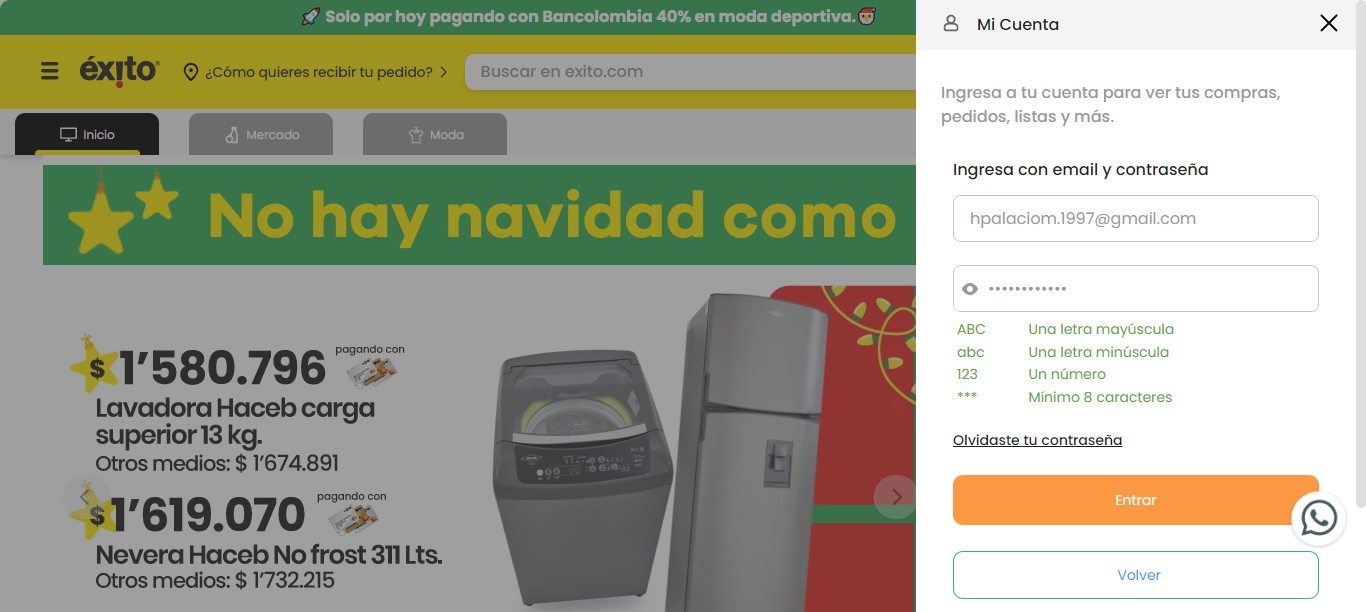 🚀 Solo por hoy pagando con Bancolombia 40% en moda deportiva.🎅
éxito
¿Cómo quieres recibir tu pedido?
Buscar en exito.com
Inicio
Mercado
Moda
No hay navidad como
$1’580.796
pagando con
Lavadora Haceb carga
superior 13 kg.
Otros medios: $ 1’674.891
$1’619.070
pagando con
Nevera Haceb No frost 311 Lts.
Otros medios: $ 1’732.215
Mi Cuenta
Ingresa a tu cuenta para ver tus compras,
pedidos, listas y más.
Ingresa con email y contraseña
hpalaciom.1997@gmail.com
••••••••••••
ABC Una letra mayúscula
abc Una letra minúscula
123 Un número
*** Mínimo 8 caracteres
Olvidaste tu contraseña
Entrar
Volver